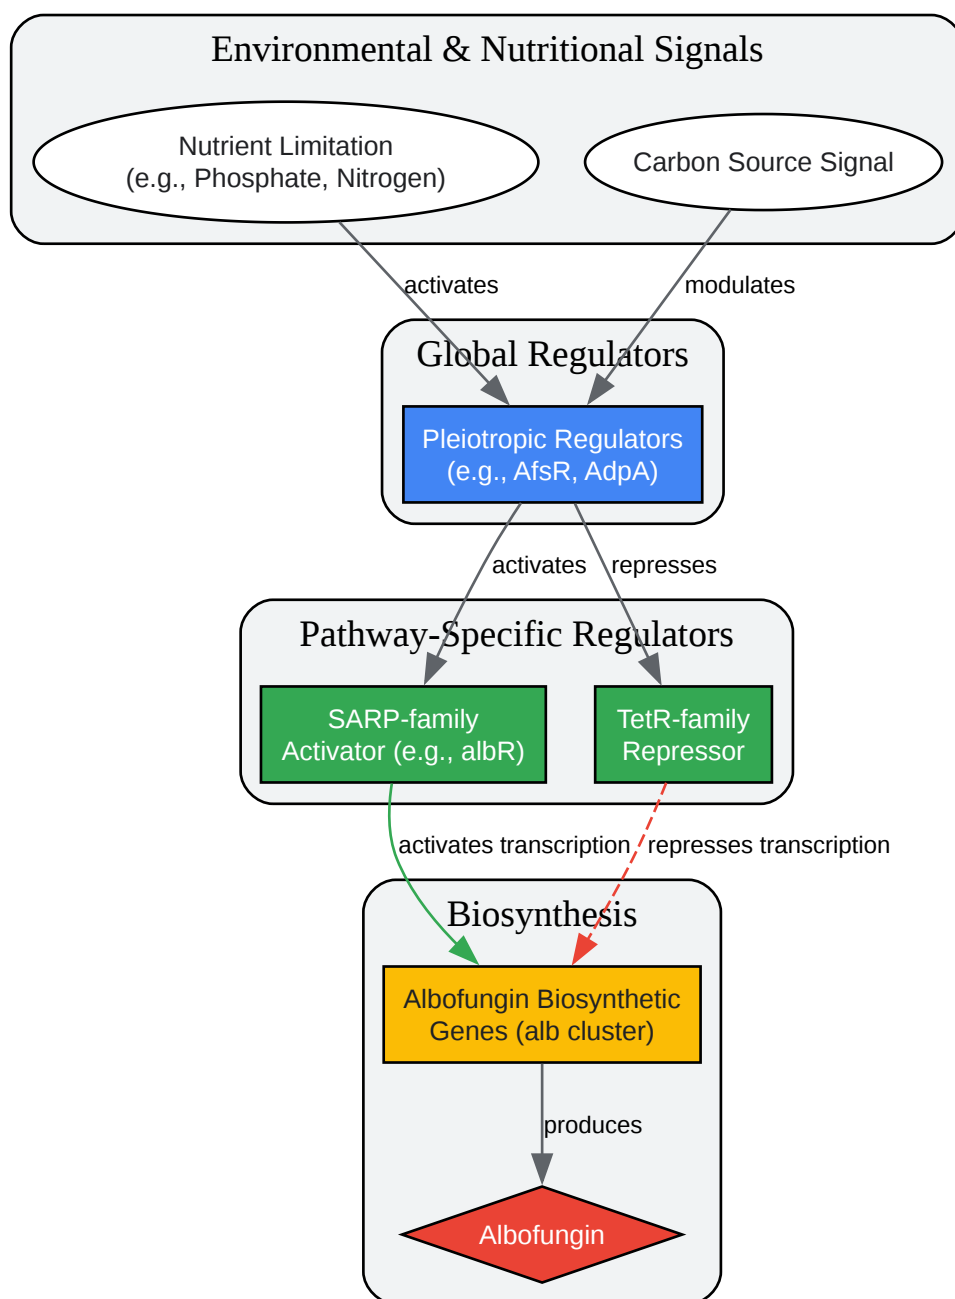 Environmental & Nutritional Signals
Nutrient Limitation
(e.g., Phosphate, Nitrogen)
Carbon Source Signal
activates
modulates
Global Regulators
Pleiotropic Regulators
(e.g., AfsR, AdpA)
activates
represses
Pathway-Specific Regulators
SARP-family
Activator (e.g., albR)
TetR-family
Repressor
activates transcription
represses transcription
Biosynthesis
Albofungin Biosynthetic
Genes (alb cluster)
produces
Albofungin